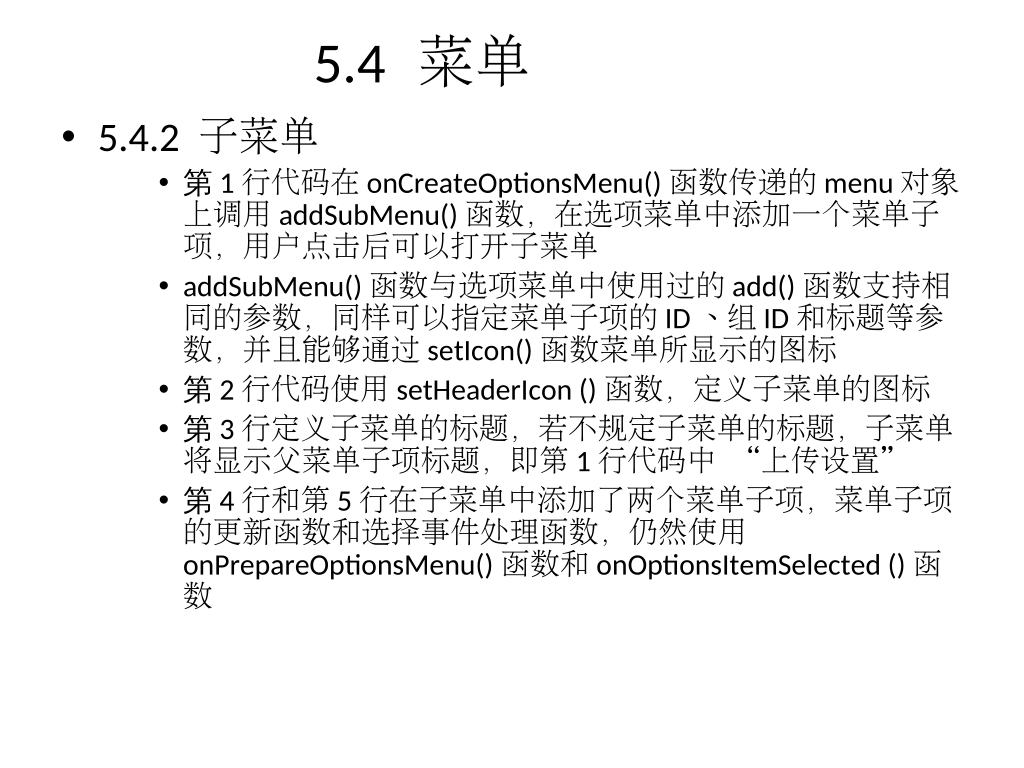 5.4 菜单
• 5.4.2 子菜单
• 第 1 行代码在 onCreateOptionsMenu() 函数传递的 menu 对象
上调用 addSubMenu() 函数，在选项菜单中添加一个菜单子
项，用户点击后可以打开子菜单
• addSubMenu() 函数与选项菜单中使用过的 add() 函数支持相
同的参数，同样可以指定菜单子项的 ID 、组 ID 和标题等参
数，并且能够通过 setIcon() 函数菜单所显示的图标
• 第 2 行代码使用 setHeaderIcon () 函数，定义子菜单的图标
• 第 3 行定义子菜单的标题，若不规定子菜单的标题，子菜单
将显示父菜单子项标题，即第 1 行代码中 “上传设置”
• 第 4 行和第 5 行在子菜单中添加了两个菜单子项，菜单子项
的更新函数和选择事件处理函数，仍然使用
onPrepareOptionsMenu() 函数和 onOptionsItemSelected () 函
数